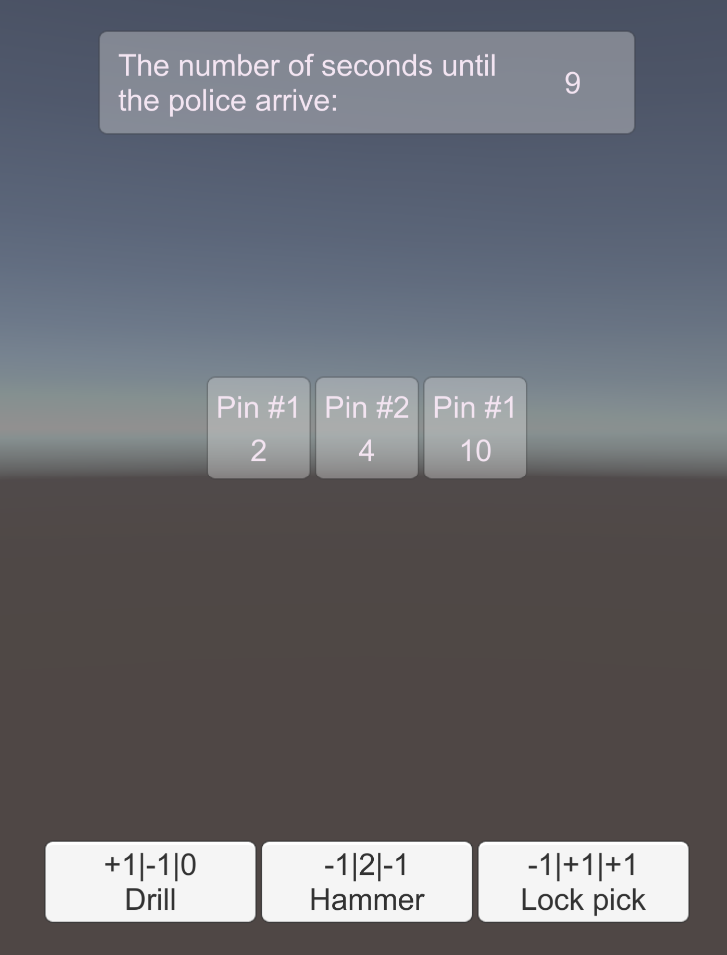 The number of seconds until
the police arrive:
9
Pin #1
Pin #2
Pin #1
2
4
10
+1|-1|0
Drill
-1|2|-1
Hammer
-1|+1|+1
Lock pick